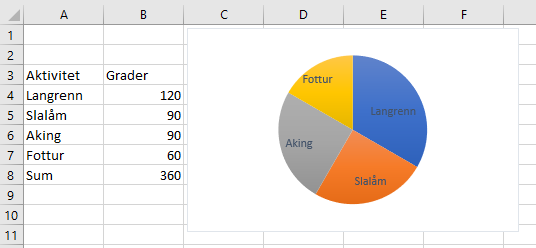 A B C D E F
1
2
3 Aktivitet Grader
4 Langrenn 120
5 Slalåm 90
6 Aking 90
7 Fottur 60
8 Sum 360
9
10
11
Fottur
Langrenn
Aking
Slalåm